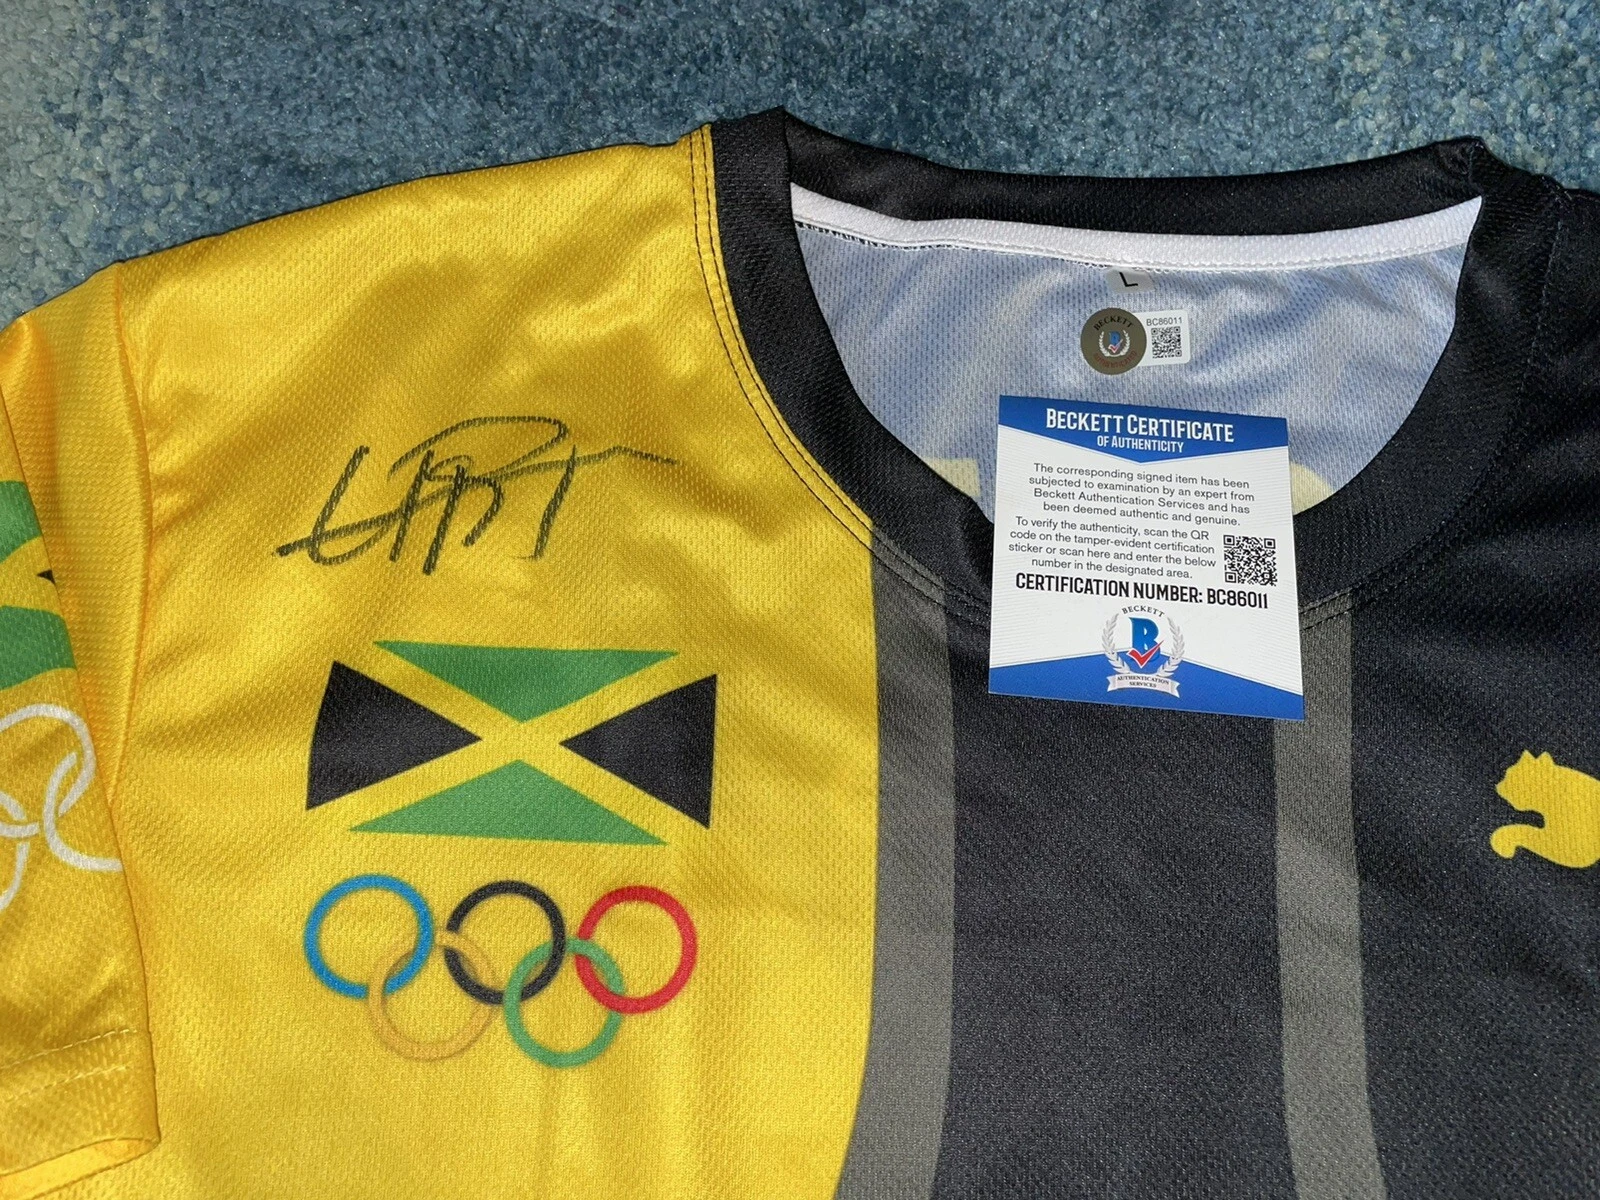 L
BECKETT
BC86011
BECKETT CERTIFICATE
OF AUTHENTICITY
The corresponding signed item has been
subjected to examination by an expert from
Beckett Authentication Services and has
been deemed authentic and genuine.
To verify the authenticity, scan the QR
code on the tamper-evident certification
sticker or scan here and enter the below
number in the designated area.
CERTIFICATION NUMBER: BC86011
BECKETT
B
AUTHENTICATION
SERVICES